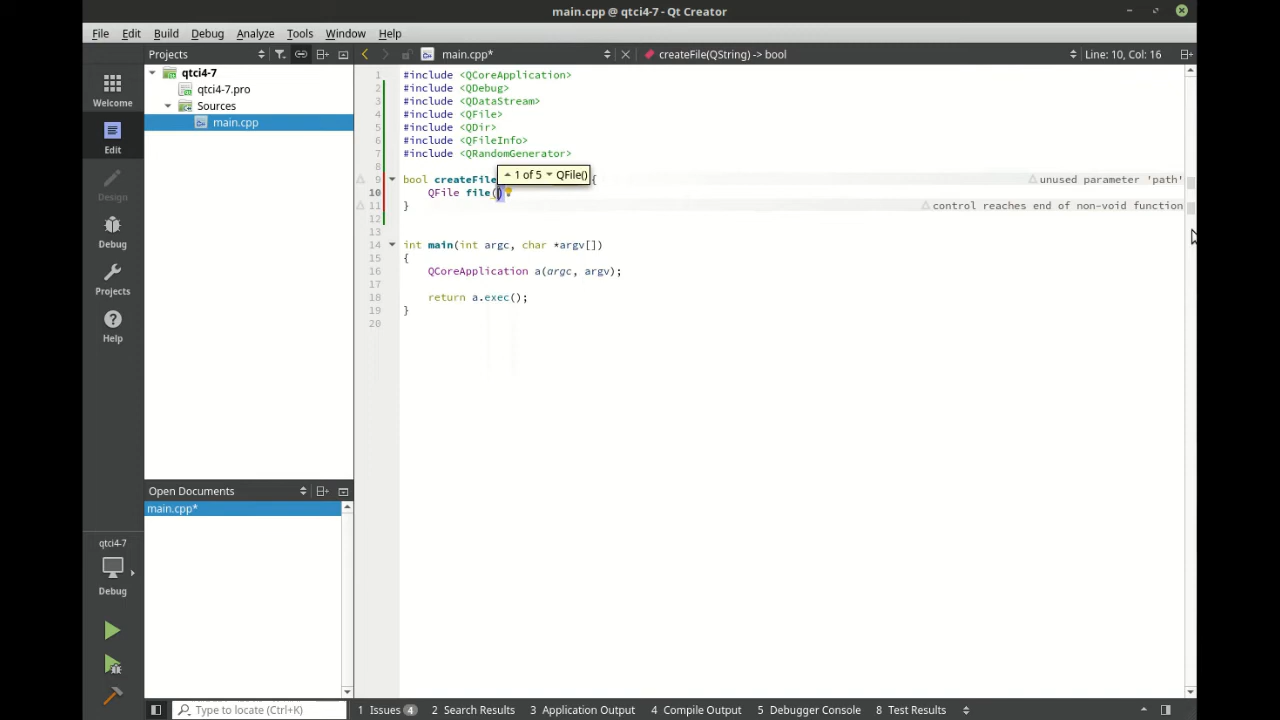 main.cpp @ qtci4-7 - Qt Creator
File Edit Build Debug Analyze Tools Window Help
Projects
main.cpp*
createFile(QString) -> bool
Line: 10, Col: 16
Welcome
Edit
Design
Debug
Projects
Help
qtci4-7
Debug
qtci4-7
qtci4-7.pro
Sources
main.cpp
Open Documents
main.cpp*
1 #include <QCoreApplication>
2 #include <QDebug>
3 #include <QDataStream>
4 #include <QFile>
5 #include <QDir>
6 #include <QFileInfo>
7 #include <QRandomGenerator>
8
1 of 5 QFile()
9 bool createFile { unused parameter 'path'
10 QFile file()
11 } control reaches end of non-void function
12
13
14 int main(int argc, char *argv[])
15 {
16 QCoreApplication a(argc, argv);
17
18 return a.exec();
19 }
20
Type to locate (Ctrl+K)
1 Issues 4
2 Search Results
3 Application Output
4 Compile Output
5 Debugger Console
8 Test Results